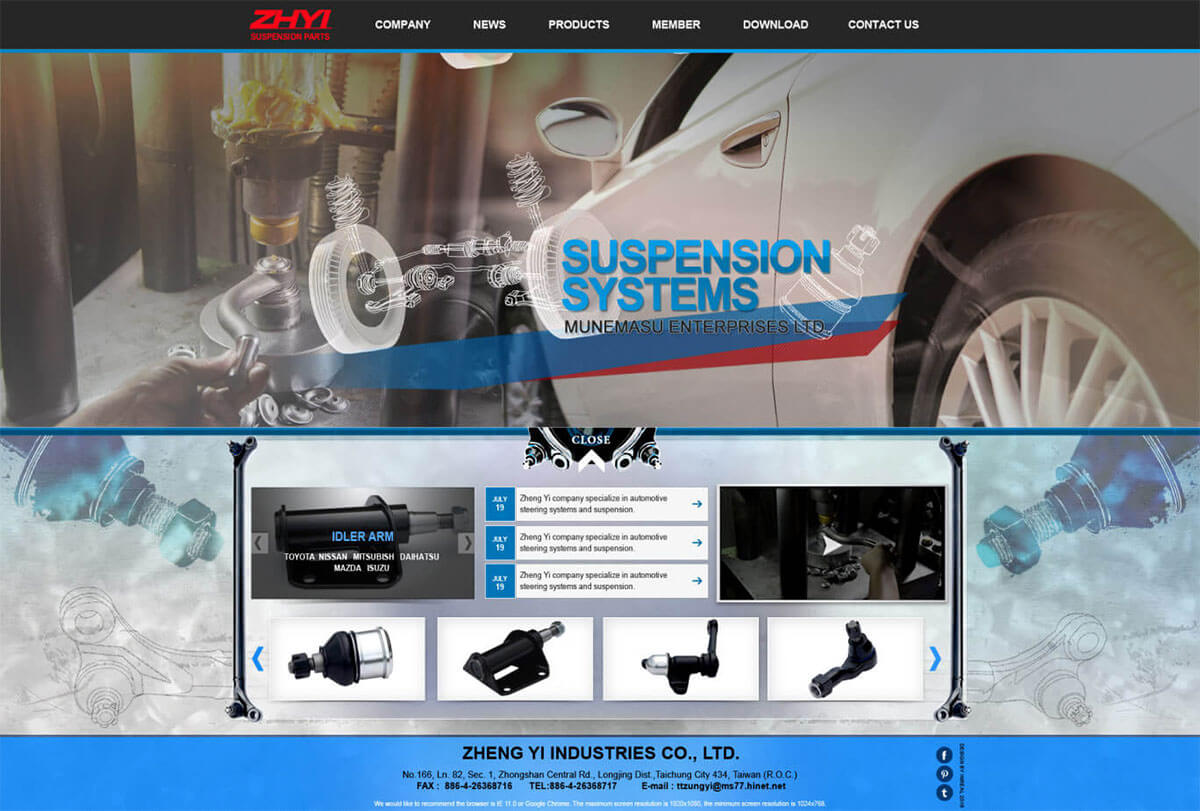 ZHYI
SUSPENSION PARTS
COMPANY
NEWS
PRODUCTS
MEMBER
DOWNLOAD
CONTACT US
SUSPENSION
SYSTEMS
MUNEMASU ENTERPRISES LTD.
CLOSE
IDLER ARM
TOYOTA NISSAN MITSUBISH DAIHATSU
MAZDA ISUZU
JULY
19
Zheng Yi company specialize in automotive
steering systems and suspension.
JULY
19
Zheng Yi company specialize in automotive
steering systems and suspension.
JULY
19
Zheng Yi company specialize in automotive
steering systems and suspension.
ZHENG YI INDUSTRIES CO., LTD.
No.166, Ln. 82, Sec. 1, Zhongshan Central Rd., Longjing Dist.,Taichung City 434, Taiwan (R.O.C.)
FAX : 886-4-26368716 TEL:886-4-26368717 E-mail : ttzungyi@ms77.hinet.net
We would like to recommend the browser is IE 11.0 or Google Chrome. The maximum screen resolution is 1920x1080, the minimum screen resolution is 1024x768.
DESIGN BY